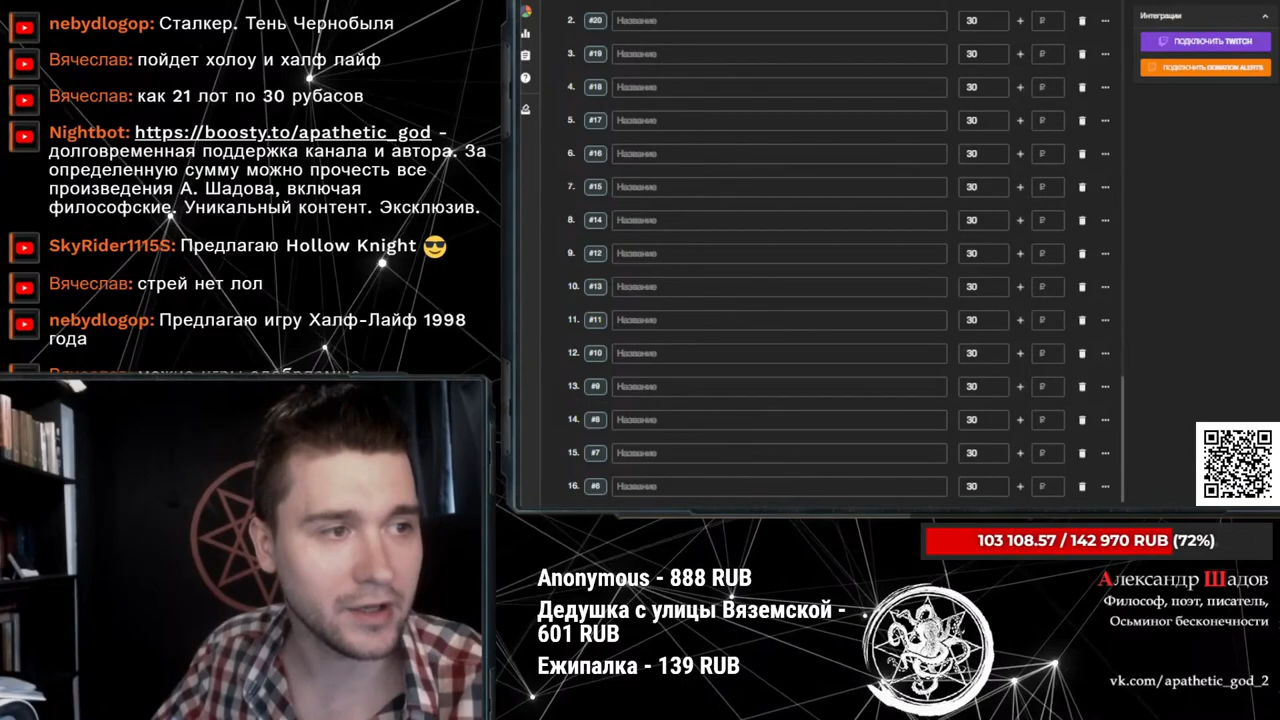 nebydlogop: Сталкер. Тень Чернобыля
Вячеслав: пойдет холоу и халф лайф
Вячеслав: как 21 лот по 30 рубасов
Nightbot: https://boosty.to/apathetic_god -
долговременная поддержка канала и автора. За
определенную сумму можно прочесть все
произведения А. Шадова, включая
философские. Уникальный контент. Эксклюзив.
SkyRider1115S: Предлагаю Hollow Knight 😎
Вячеслав: стрей нет лол
nebydlogop: Предлагаю игру Халф-Лайф 1998
года
2. #20 Название 30 + ₽
3. #19 Название 30 + ₽
4. #18 Название 30 + ₽
5. #17 Название 30 + ₽
6. #16 Название 30 + ₽
7. #15 Название 30 + ₽
8. #14 Название 30 + ₽
9. #12 Название 30 + ₽
10. #13 Название 30 + ₽
11. #11 Название 30 + ₽
12. #10 Название 30 + ₽
13. #9 Название 30 + ₽
14. #8 Название 30 + ₽
15. #7 Название 30 + ₽
16. #6 Название 30 + ₽
Интеграции
ПОДКЛЮЧИТЬ TWITCH
ПОДКЛЮЧИТЬ DONATION ALERTS
103 108.57 / 142 970 RUB (72%)
Anonymous - 888 RUB
Дедушка с улицы Вяземской -
601 RUB
Ежипалка - 139 RUB
Александр Шадов
Философ, поэт, писатель,
Осьминог бесконечности
vk.com/apathetic_god_2